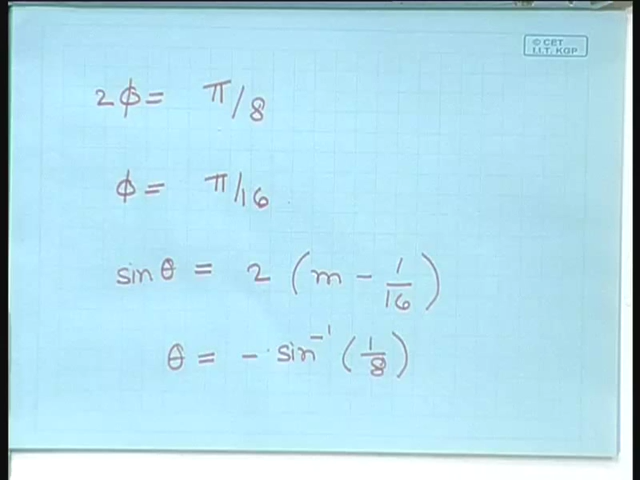 © CET
I.I.T. KGP
2φ = π/8
φ = π/16
sin θ = 2 (m - 1/16)
θ = - sin⁻¹ (1/8)